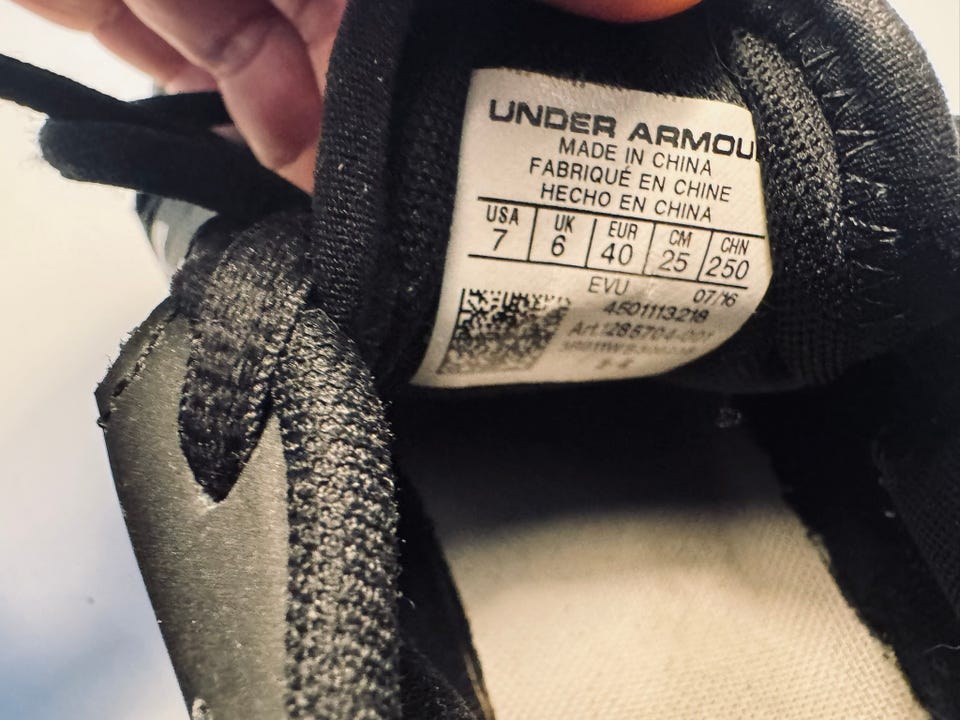 UNDER ARMOU
MADE IN CHINA
FABRIQUÉ EN CHINE
HECHO EN CHINA
USA UK EUR CM CHN
7 6 40 25 250
EVU 07/16
4501113218